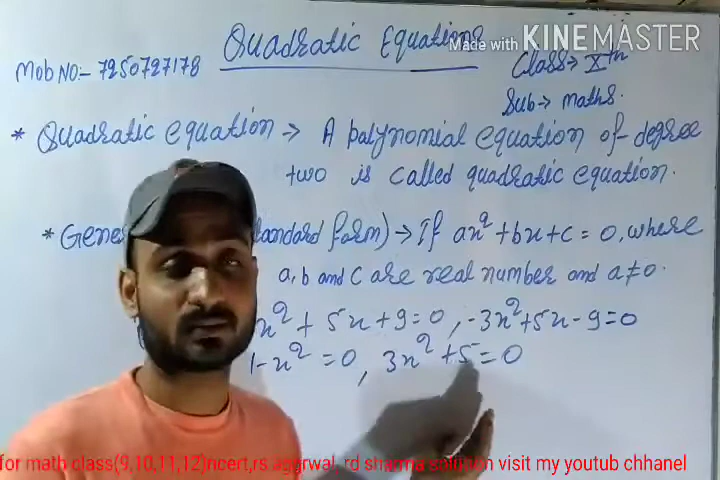 Quadratic Equations
Made with KINEMASTER
Mob No:- 7250727178
Class→ Xth
Sub→ Maths.
* Quadratic equation → A polynomial equation of degree
two is called quadratic equation.
* Gene tandard form) → If ax² + bx + c = 0, where
a, b and c are real number and a ≠ 0.
x² + 5x + 9 = 0, -3x² + 5x - 9 = 0
1 - x² = 0, 3x² + 5 = 0
for math class(9,10,11,12)ncert,rs aggrwal, rd sharma solution visit my youtub chhanel